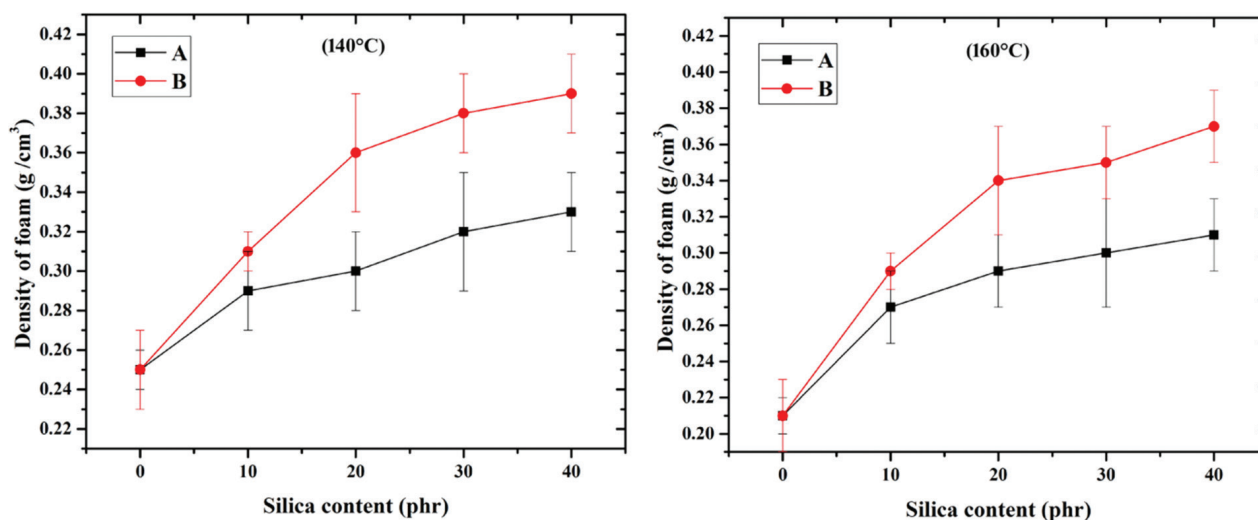 (140°C)
A
B
0.42
0.40
0.38
0.36
0.34
0.32
0.30
0.28
0.26
0.24
0.22
Density of foam (g /cm³)
0 10 20 30 40
Silica content (phr)
(160°C)
A
B
0.42
0.40
0.38
0.36
0.34
0.32
0.30
0.28
0.26
0.24
0.22
0.20
Density of foam (g /cm³)
0 10 20 30 40
Silica content (phr)